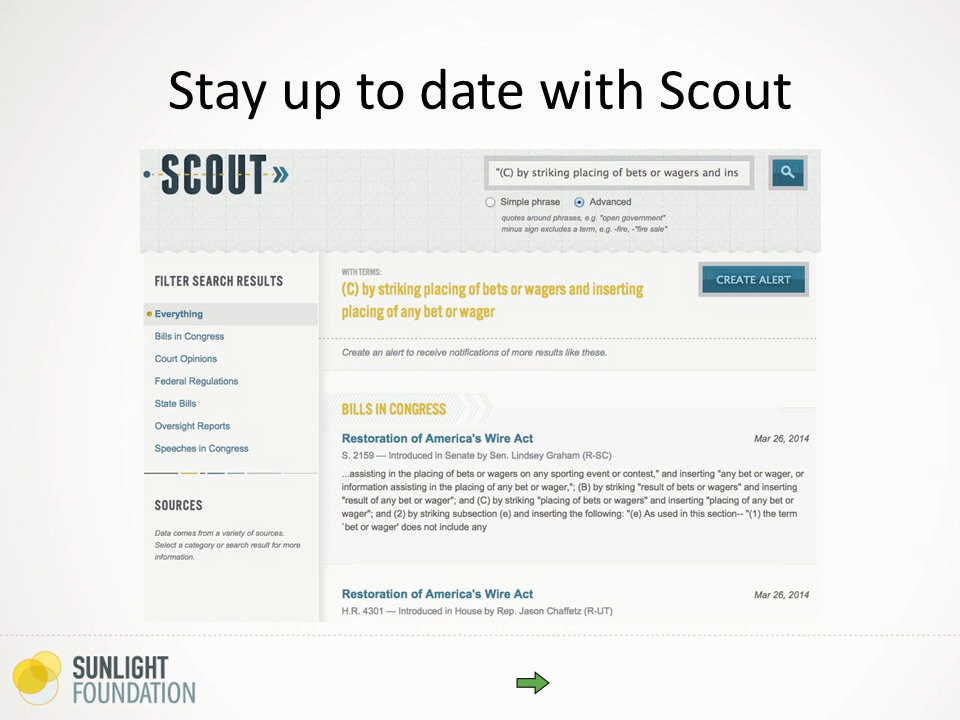 Stay up to date with Scout
SCOUT
"(C) by striking placing of bets or wagers and ins
Simple phrase Advanced
quotes around phrases, e.g. "open government"
minus sign excludes a term, e.g. -fire, -"fire sale"
FILTER SEARCH RESULTS
Everything
Bills in Congress
Court Opinions
Federal Regulations
State Bills
Oversight Reports
Speeches in Congress
SOURCES
Data comes from a variety of sources.
Select a category or search result for more
information.
WITH TERMS:
(C) by striking placing of bets or wagers and inserting
placing of any bet or wager
CREATE ALERT
Create an alert to receive notifications of more results like these.
BILLS IN CONGRESS
Restoration of America's Wire Act Mar 26, 2014
S. 2159 — Introduced in Senate by Sen. Lindsey Graham (R-SC)
...assisting in the placing of bets or wagers on any sporting event or contest," and inserting "any bet or wager, or
information assisting in the placing of any bet or wager,"; (B) by striking "result of bets or wagers" and inserting
"result of any bet or wager"; and (C) by striking "placing of bets or wagers" and inserting "placing of any bet or
wager"; and (2) by striking subsection (e) and inserting the following: "(e) As used in this section-- "(1) the term
`bet or wager' does not include any
Restoration of America's Wire Act Mar 26, 2014
H.R. 4301 — Introduced in House by Rep. Jason Chaffetz (R-UT)
SUNLIGHT
FOUNDATION